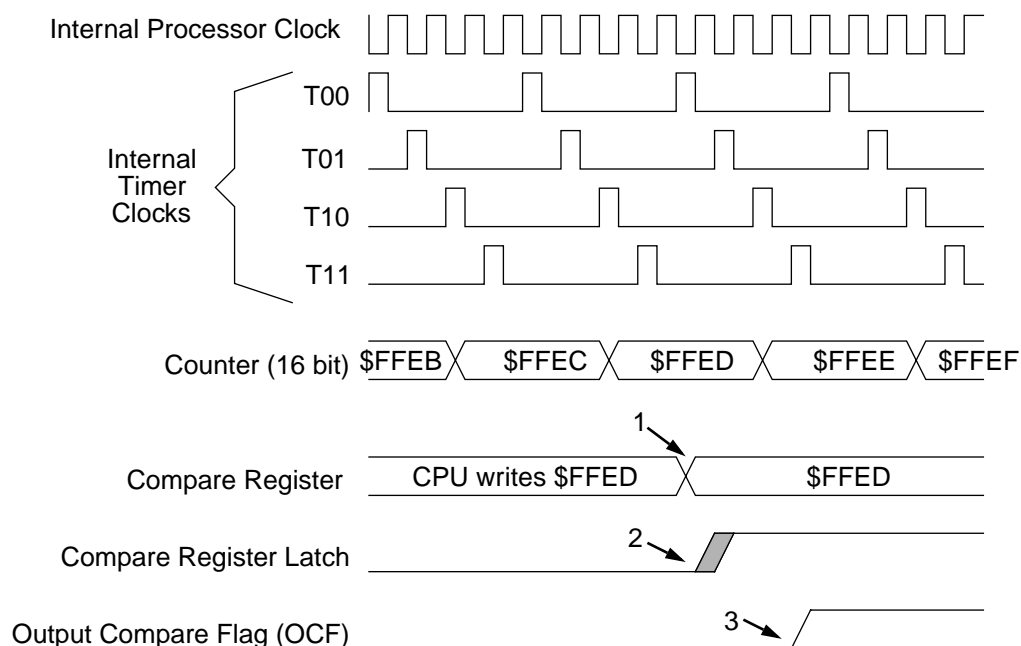 Internal Processor Clock
T00
T01
Internal
Timer
Clocks
T10
T11
Counter (16 bit) $FFEB $FFEC $FFED $FFEE $FFEF
1
Compare Register CPU writes $FFED $FFED
2
Compare Register Latch
3
Output Compare Flag (OCF)